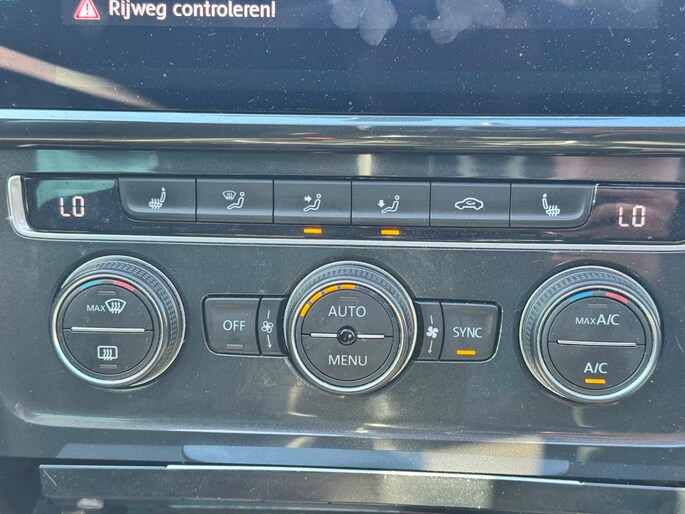 Rijweg controleren!
LO
LO
MAX
OFF
AUTO
MENU
SYNC
MAX A/C
A/C